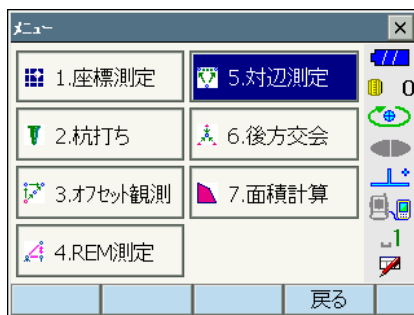 ﾒﾆｭｰ
1.座標測定
5.対辺測定
2.杭打ち
6.後方交会
3.ｵﾌｾｯﾄ観測
7.面積計算
4.REM測定
0
1
戻る